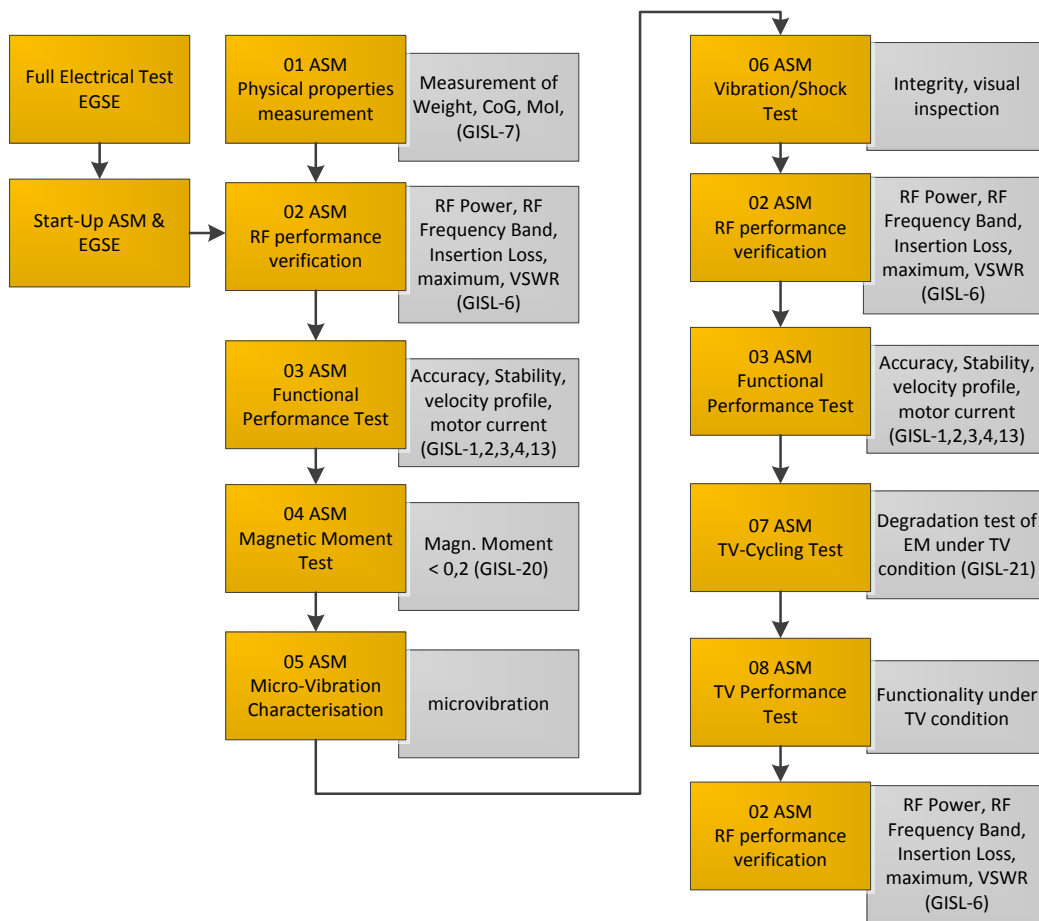 Full Electrical Test
EGSE
Start-Up ASM &
EGSE
01 ASM
Physical properties
measurement
Measurement of
Weight, CoG, MoI,
(GISL-7)
02 ASM
RF performance
verification
RF Power, RF
Frequency Band,
Insertion Loss,
maximum, VSWR
(GISL-6)
03 ASM
Functional
Performance Test
Accuracy, Stability,
velocity profile,
motor current
(GISL-1,2,3,4,13)
04 ASM
Magnetic Moment
Test
Magn. Moment
< 0,2 (GISL-20)
05 ASM
Micro-Vibration
Characterisation
microvibration
06 ASM
Vibration/Shock
Test
Integrity, visual
inspection
02 ASM
RF performance
verification
RF Power, RF
Frequency Band,
Insertion Loss,
maximum, VSWR
(GISL-6)
03 ASM
Functional
Performance Test
Accuracy, Stability,
velocity profile,
motor current
(GISL-1,2,3,4,13)
07 ASM
TV-Cycling Test
Degradation test of
EM under TV
condition (GISL-21)
08 ASM
TV Performance
Test
Functionality under
TV condition
02 ASM
RF performance
verification
RF Power, RF
Frequency Band,
Insertion Loss,
maximum, VSWR
(GISL-6)